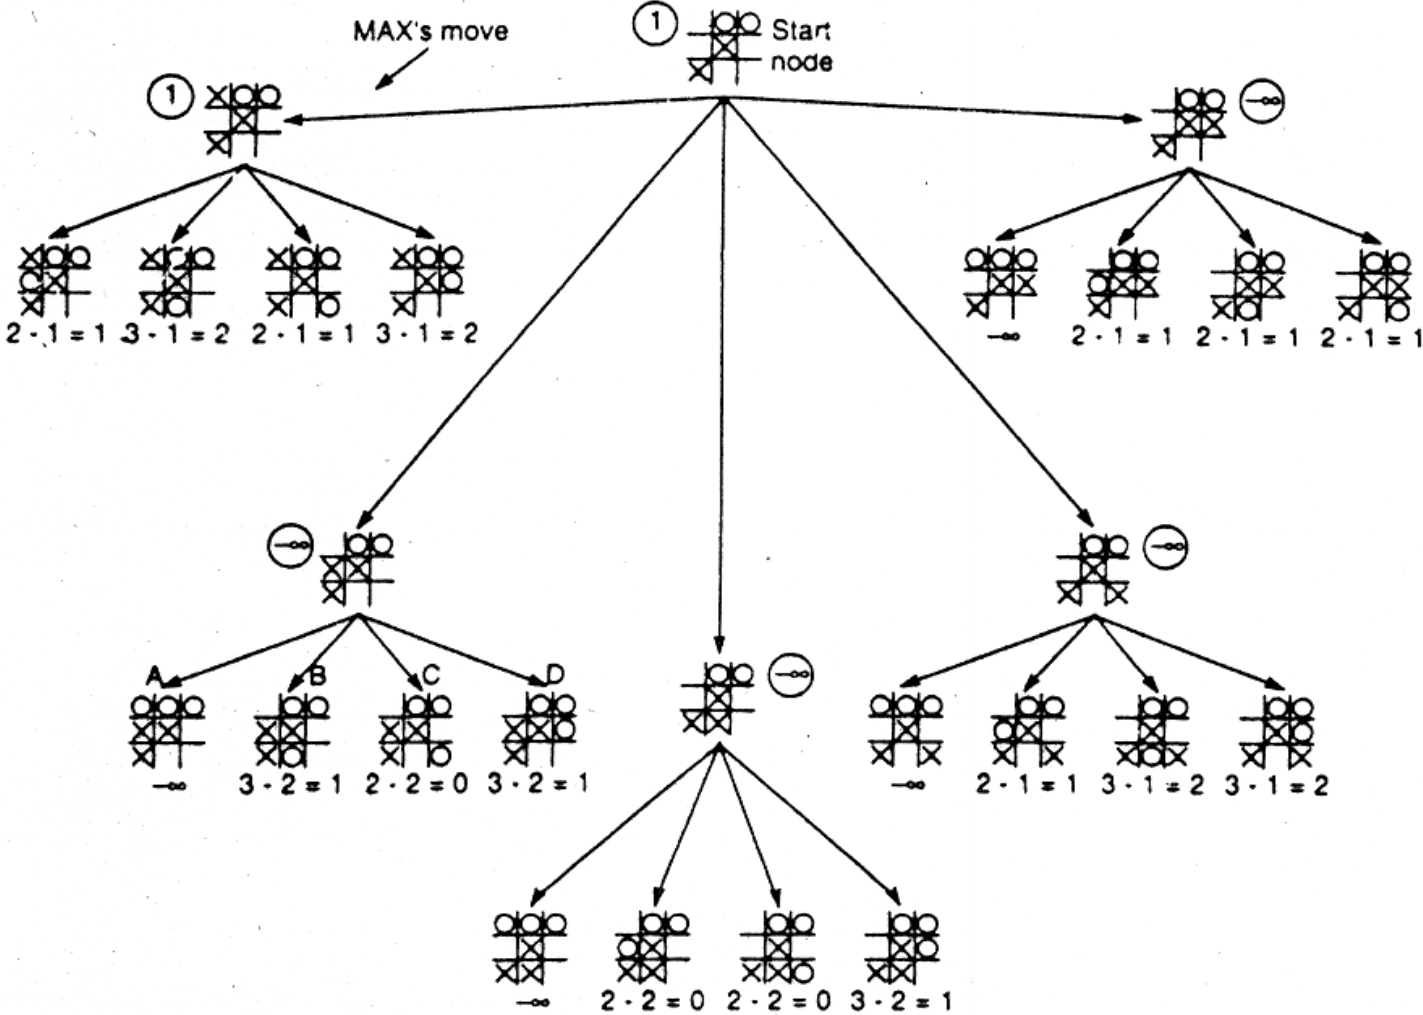 MAX's move
1 Start
node
1
−∞
2 - 1 = 1 3 - 1 = 2 2 - 1 = 1 3 - 1 = 2
−∞ 2 - 1 = 1 2 - 1 = 1 2 - 1 = 1
−∞
−∞
A B C D
−∞
−∞ 3 - 2 = 1 2 - 2 = 0 3 - 2 = 1
−∞ 2 - 1 = 1 3 - 1 = 2 3 - 1 = 2
−∞ 2 - 2 = 0 2 - 2 = 0 3 - 2 = 1